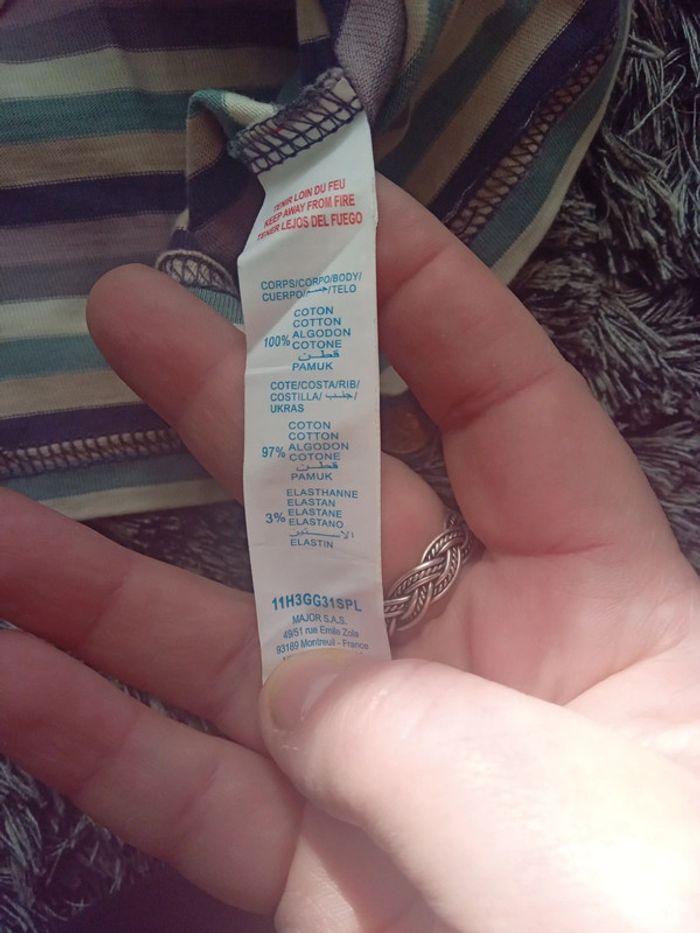 TENIR LOIN DU FEU
KEEP AWAY FROM FIRE
TENER LEJOS DEL FUEGO
CORPS/CORPO/BODY/
CUERPO/جسم/TELO
COTON
COTTON
100% ALGODON
COTONE
قطن
PAMUK
COTE/COSTA/RIB/
COSTILLA/ جنب/
UKRAS
COTON
COTTON
97% ALGODON
COTONE
قطن
PAMUK
ELASTHANNE
ELASTAN
3% ELASTANE
ELASTANO
ELASTIN
11H3GG31SPL
MAJOR S.A.S.
49/51 rue Emile Zola
93189 Montreuil - France